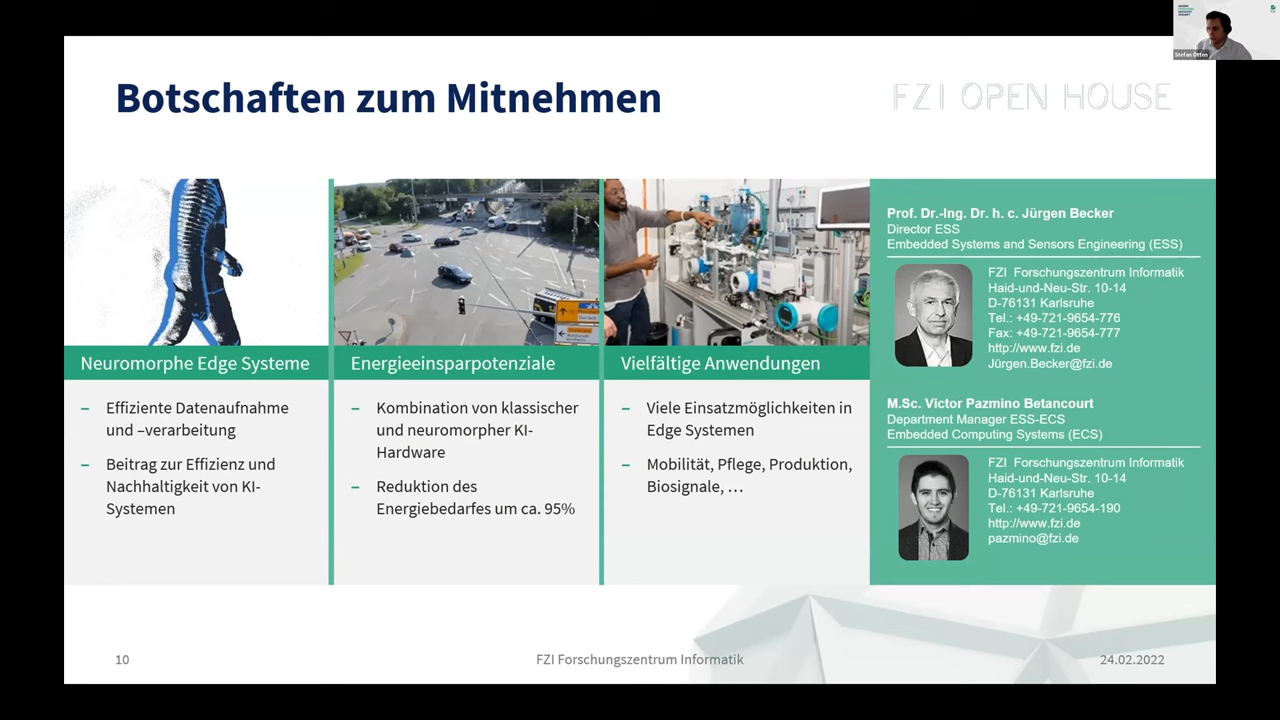 Stefan Otten
Botschaften zum Mitnehmen
FZI OPEN HOUSE
Neuromorphe Edge Systeme
– Effiziente Datenaufnahme
und –verarbeitung
– Beitrag zur Effizienz und
Nachhaltigkeit von KI-
Systemen
Energieeinsparpotenziale
– Kombination von klassischer
und neuromorpher KI-
Hardware
– Reduktion des
Energiebedarfes um ca. 95%
Vielfältige Anwendungen
– Viele Einsatzmöglichkeiten in
Edge Systemen
– Mobilität, Pflege, Produktion,
Biosignale, …
Prof. Dr.-Ing. Dr. h. c. Jürgen Becker
Director ESS
Embedded Systems and Sensors Engineering (ESS)
FZI Forschungszentrum Informatik
Haid-und-Neu-Str. 10-14
D-76131 Karlsruhe
Tel.: +49-721-9654-776
Fax: +49-721-9654-777
http://www.fzi.de
Jürgen.Becker@fzi.de
M.Sc. Victor Pazmino Betancourt
Department Manager ESS-ECS
Embedded Computing Systems (ECS)
FZI Forschungszentrum Informatik
Haid-und-Neu-Str. 10-14
D-76131 Karlsruhe
Tel.: +49-721-9654-190
http://www.fzi.de
pazmino@fzi.de
10
FZI Forschungszentrum Informatik
24.02.2022